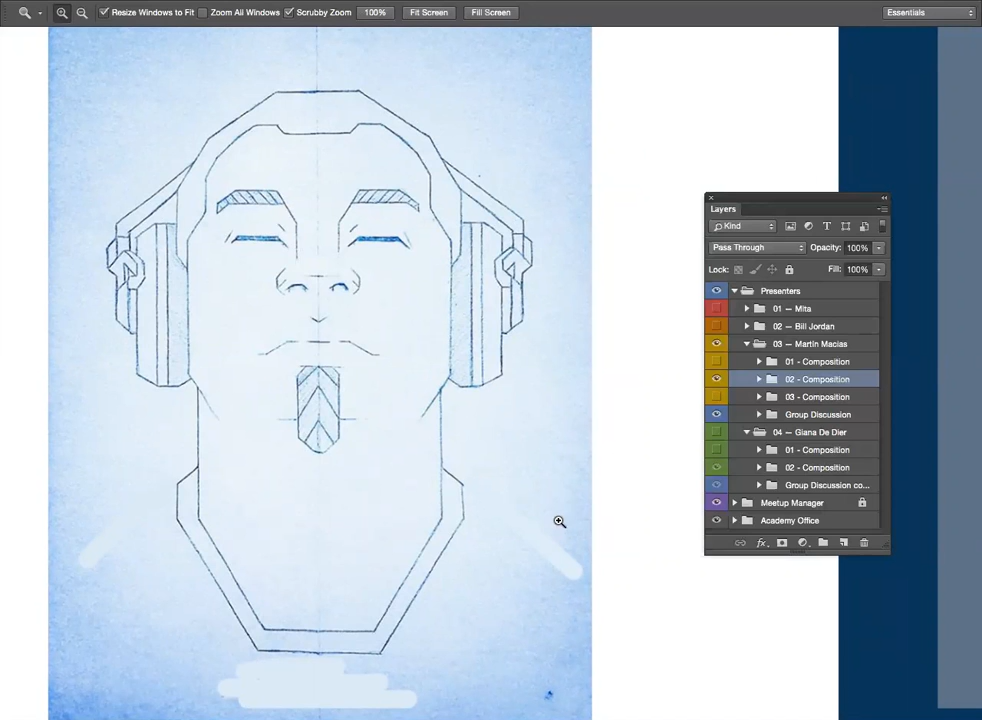 Resize Windows to Fit Zoom All Windows Scrubby Zoom 100% Fit Screen Fill Screen Essentials
Layers
Kind
Pass Through Opacity: 100%
Lock: Fill: 100%
Presenters
01 — Mita
02 — Bill Jordan
03 — Martin Macias
01 - Composition
02 - Composition
03 - Composition
Group Discussion
04 — Giana De Dier
01 - Composition
02 - Composition
Group Discussion co...
Meetup Manager
Academy Office
fx